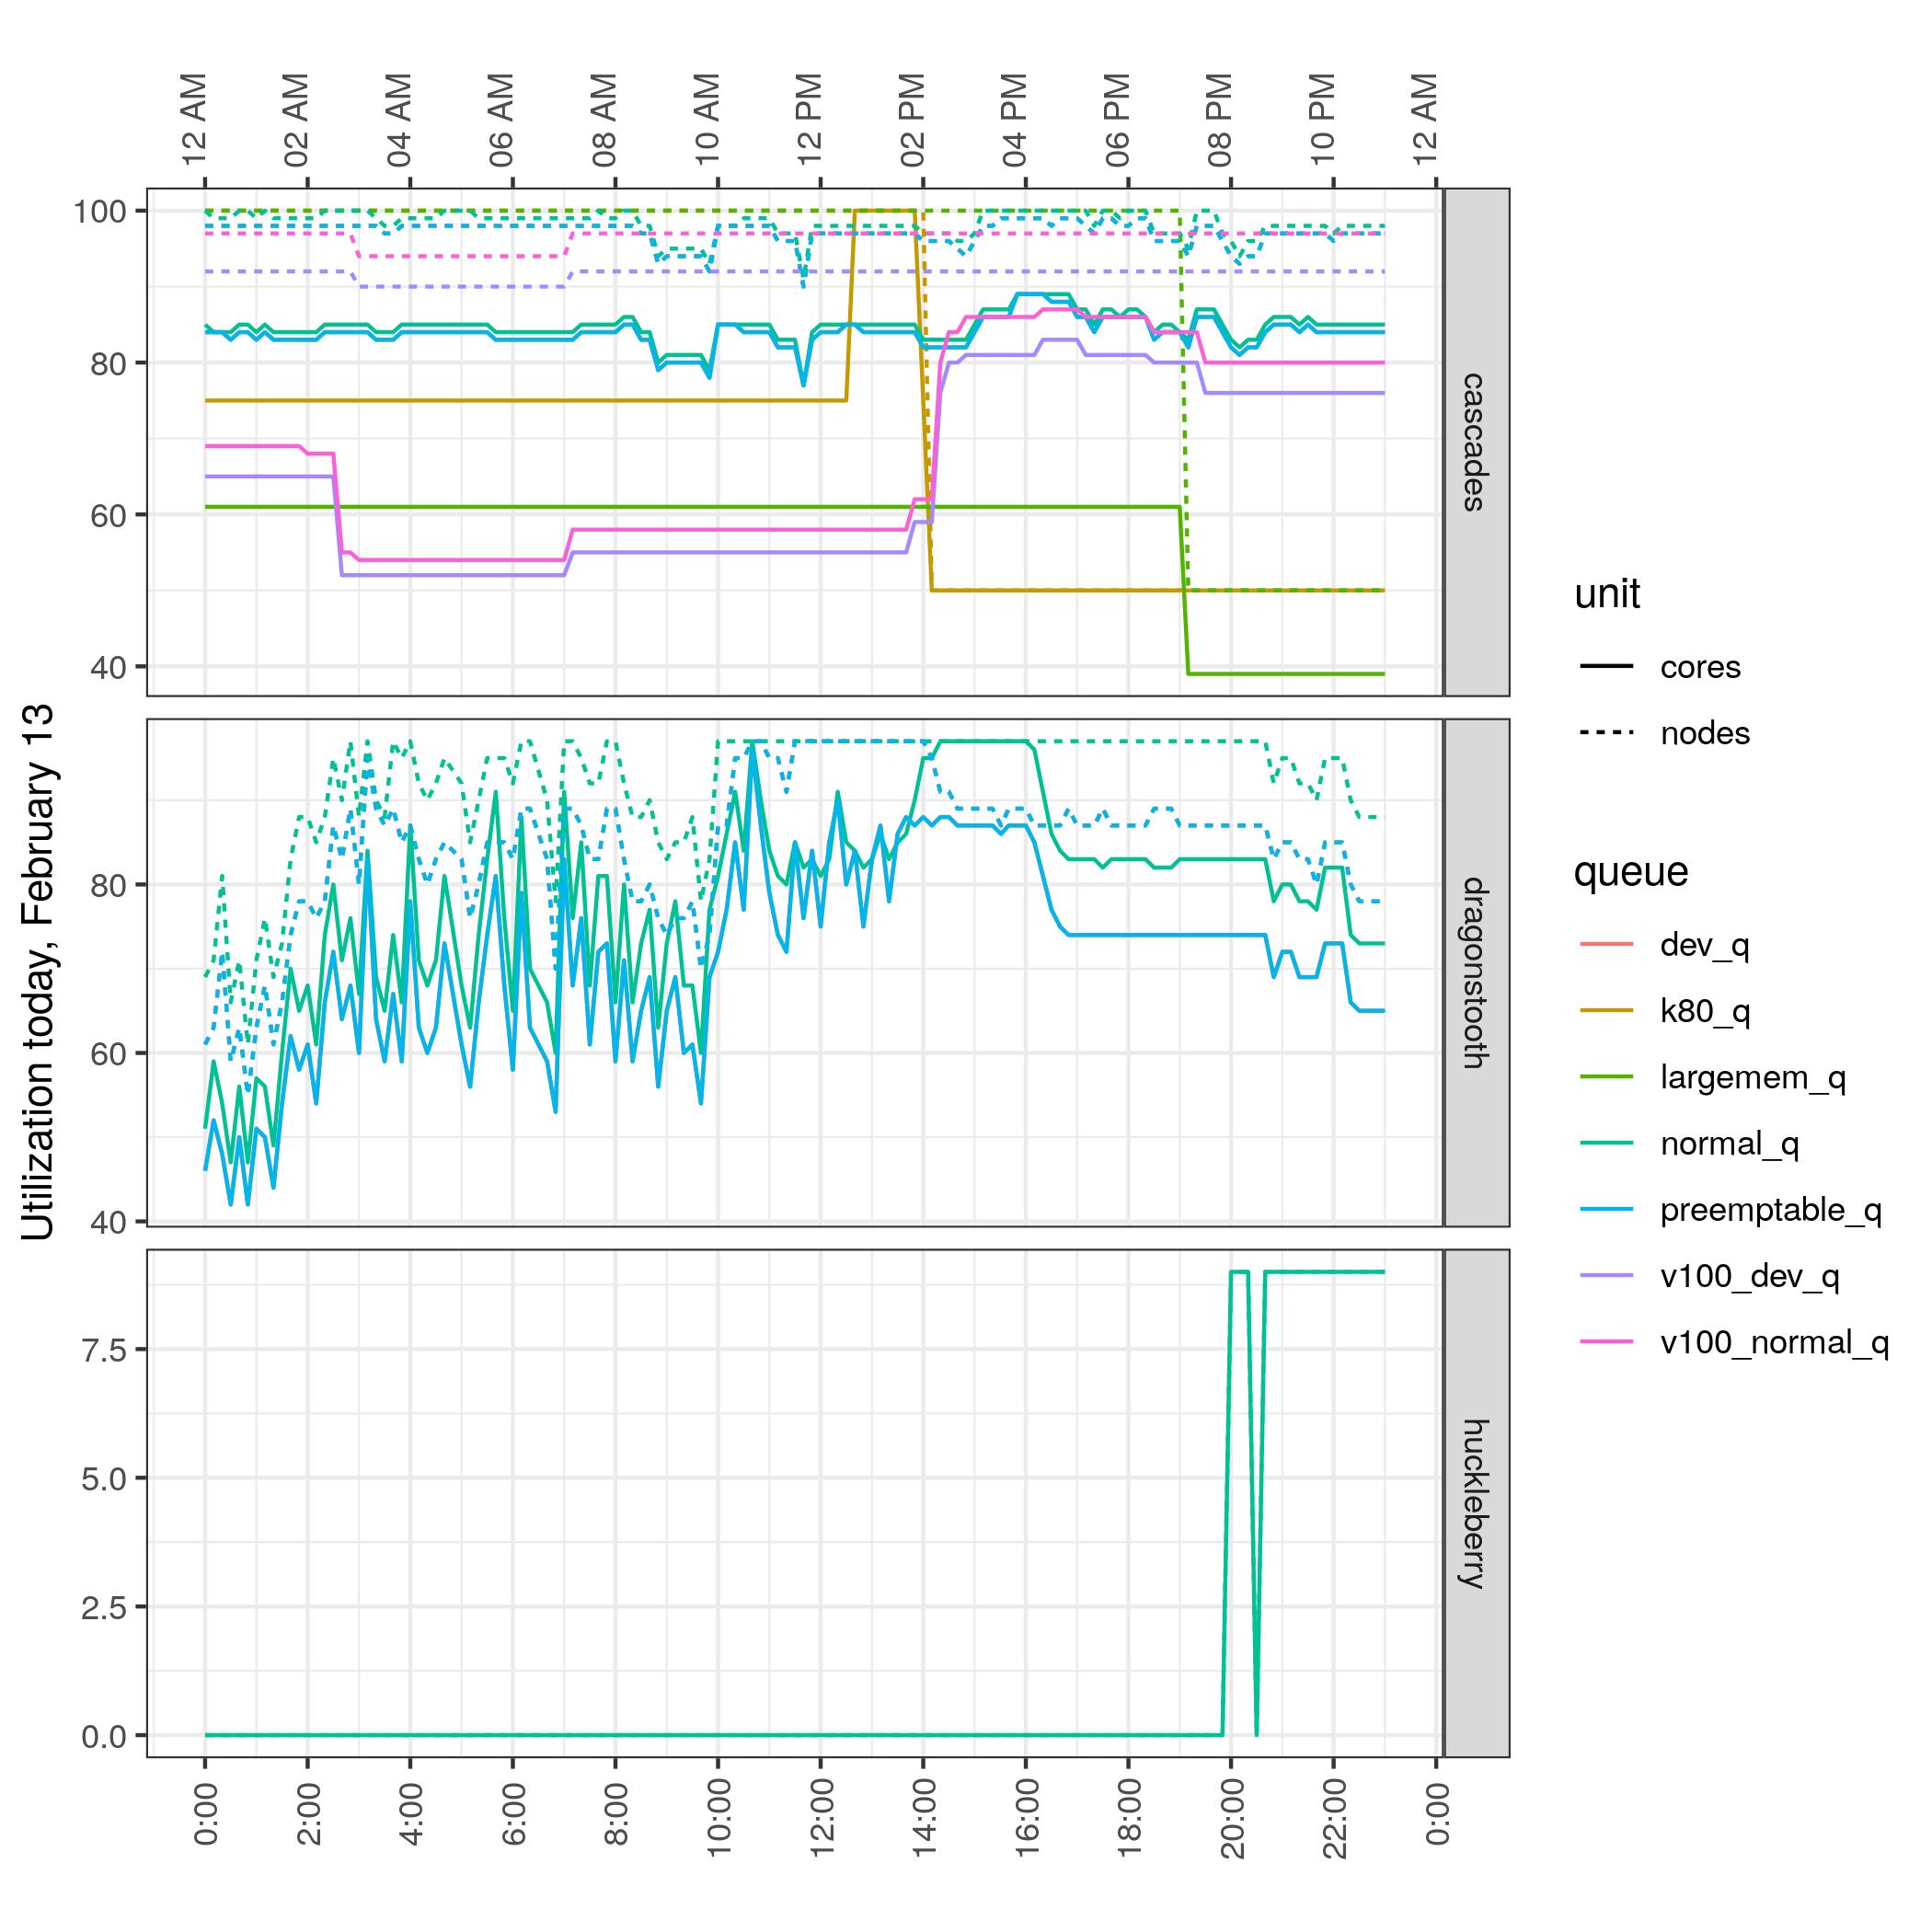 12 AM
02 AM
04 AM
06 AM
08 AM
10 AM
12 PM
02 PM
04 PM
06 PM
08 PM
10 PM
12 AM
Utilization today, February 13
100
80
60
40
cascades
80
60
40
dragonstooth
7.5
5.0
2.5
0.0
huckleberry
0:00
2:00
4:00
6:00
8:00
10:00
12:00
14:00
16:00
18:00
20:00
22:00
0:00
unit
cores
nodes
queue
dev_q
k80_q
largemem_q
normal_q
preemptable_q
v100_dev_q
v100_normal_q